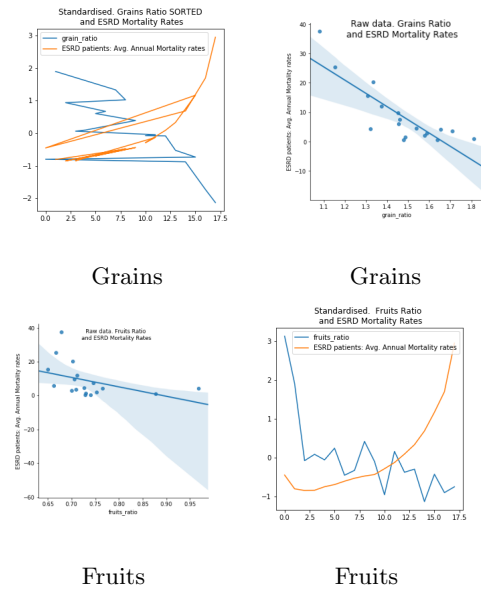 Standardised. Grains Ratio SORTED
and ESRD Mortality Rates
grain_ratio
ESRD patients: Avg. Annual Mortality rates
3
2
1
0
−1
−2
0.0 2.5 5.0 7.5 10.0 12.5 15.0 17.5
Grains
Raw data. Grains Ratio
and ESRD Mortality Rates
ESRD patients: Avg. Annual Mortality rates
40
30
20
10
0
−10
1.1 1.2 1.3 1.4 1.5 1.6 1.7 1.8
grain_ratio
Grains
Raw data. Fruits Ratio
and ESRD Mortality Rates
ESRD patients: Avg. Annual Mortality rates
40
20
0
−20
−40
−60
0.65 0.70 0.75 0.80 0.85 0.90 0.95
fruits_ratio
Fruits
Standardised. Fruits Ratio
and ESRD Mortality Rates
fruits_ratio
ESRD patients: Avg. Annual Mortality rates
3
2
1
0
−1
0.0 2.5 5.0 7.5 10.0 12.5 15.0 17.5
Fruits